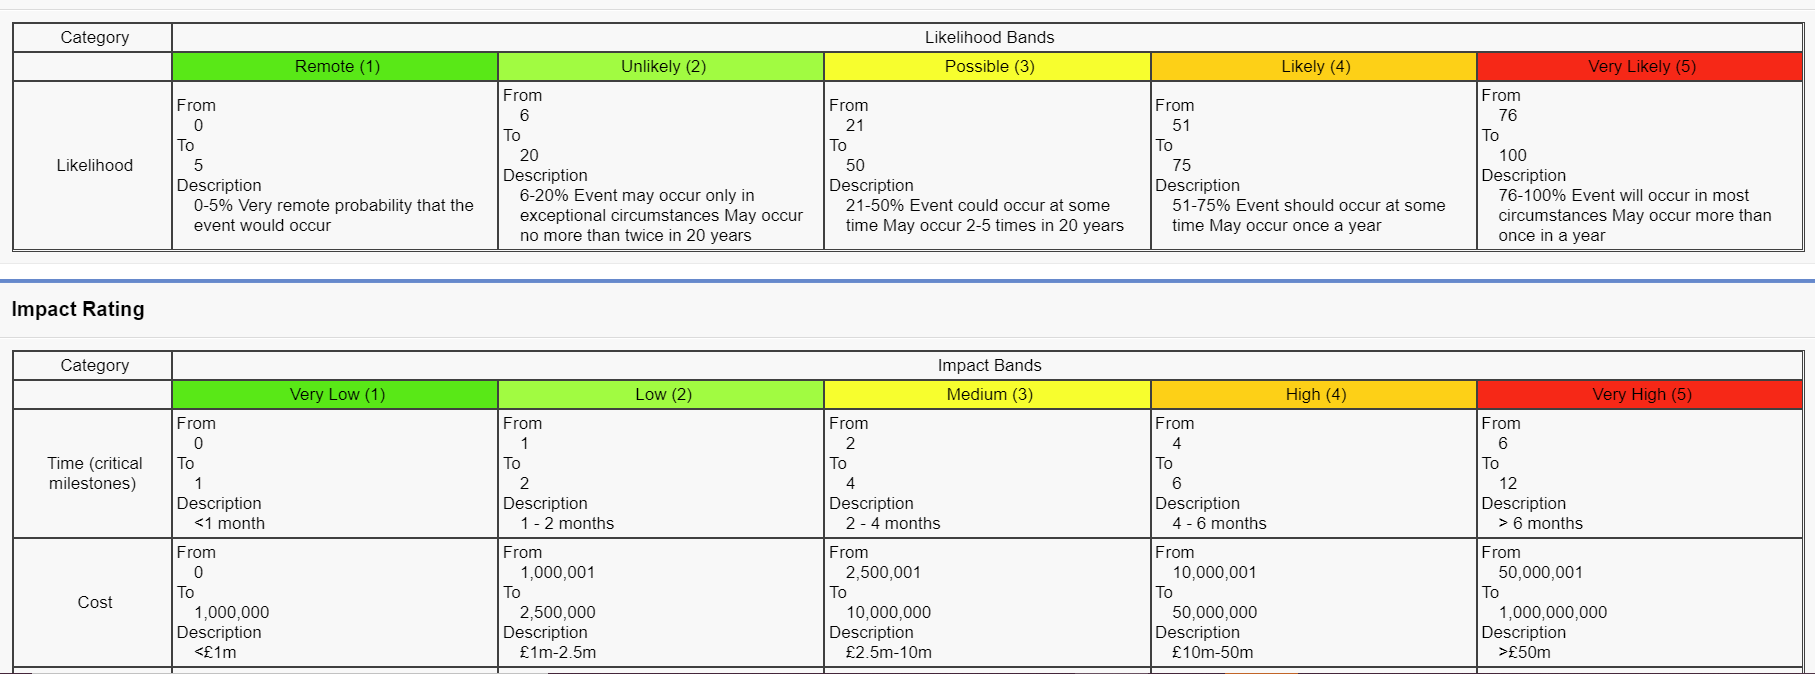 Category
Likelihood Bands
Remote (1)
Unlikely (2)
Possible (3)
Likely (4)
Very Likely (5)
Likelihood
From
0
To
5
Description
0-5% Very remote probability that the
event would occur
From
6
To
20
Description
6-20% Event may occur only in
exceptional circumstances May occur
no more than twice in 20 years
From
21
To
50
Description
21-50% Event could occur at some
time May occur 2-5 times in 20 years
From
51
To
75
Description
51-75% Event should occur at some
time May occur once a year
From
76
To
100
Description
76-100% Event will occur in most
circumstances May occur more than
once in a year
Impact Rating
Category
Impact Bands
Very Low (1)
Low (2)
Medium (3)
High (4)
Very High (5)
Time (critical
milestones)
From
0
To
1
Description
<1 month
From
1
To
2
Description
1 - 2 months
From
2
To
4
Description
2 - 4 months
From
4
To
6
Description
4 - 6 months
From
6
To
12
Description
> 6 months
Cost
From
0
To
1,000,000
Description
<£1m
From
1,000,001
To
2,500,000
Description
£1m-2.5m
From
2,500,001
To
10,000,000
Description
£2.5m-10m
From
10,000,001
To
50,000,000
Description
£10m-50m
From
50,000,001
To
1,000,000,000
Description
>£50m